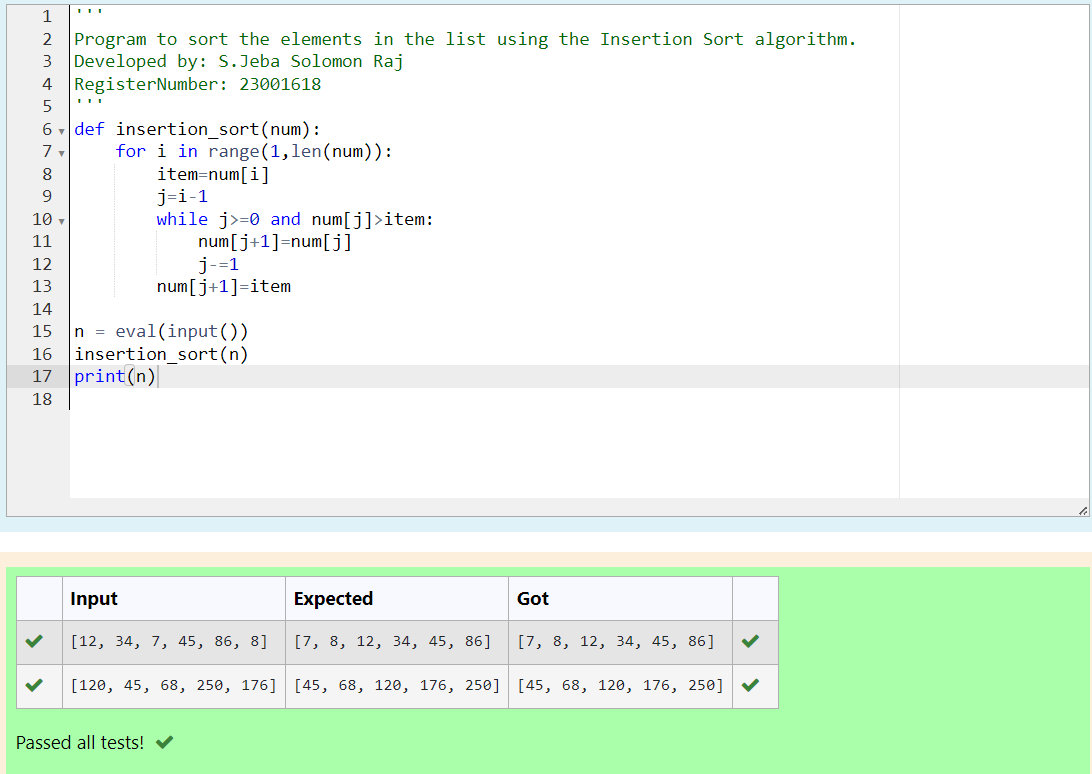 1 '''
2 Program to sort the elements in the list using the Insertion Sort algorithm.
3 Developed by: S.Jeba Solomon Raj
4 RegisterNumber: 23001618
5 '''
6 def insertion_sort(num):
7     for i in range(1,len(num)):
8         item=num[i]
9         j=i-1
10         while j>=0 and num[j]>item:
11             num[j+1]=num[j]
12             j-=1
13         num[j+1]=item
14
15 n = eval(input())
16 insertion_sort(n)
17 print(n)
18
Input Expected Got
[12, 34, 7, 45, 86, 8] [7, 8, 12, 34, 45, 86] [7, 8, 12, 34, 45, 86]
[120, 45, 68, 250, 176] [45, 68, 120, 176, 250] [45, 68, 120, 176, 250]
Passed all tests!